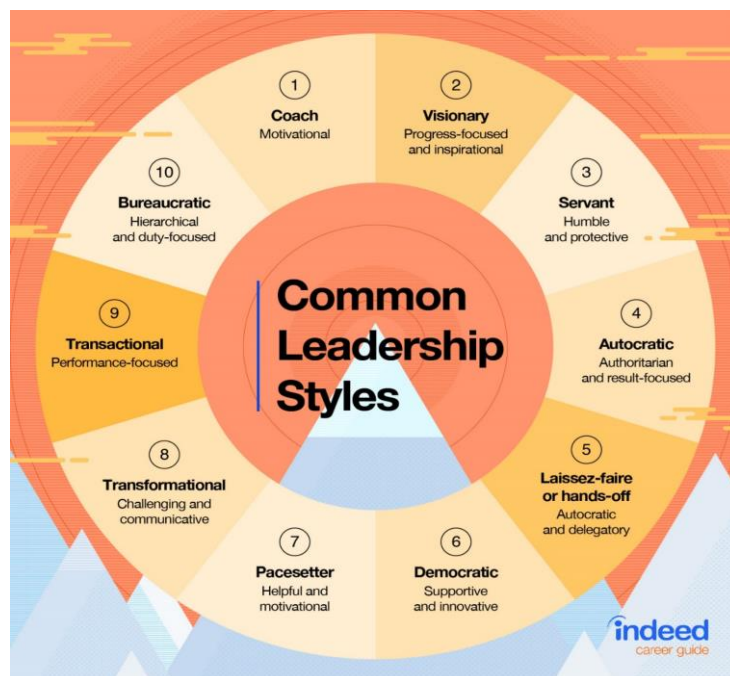 Common
Leadership
Styles
1
Coach
Motivational
2
Visionary
Progress-focused
and inspirational
3
Servant
Humble
and protective
4
Autocratic
Authoritarian
and result-focused
5
Laissez-faire
or hands-off
Autocratic
and delegatory
6
Democratic
Supportive
and innovative
7
Pacesetter
Helpful and
motivational
8
Transformational
Challenging and
communicative
9
Transactional
Performance-focused
10
Bureaucratic
Hierarchical
and duty-focused
indeed
career guide